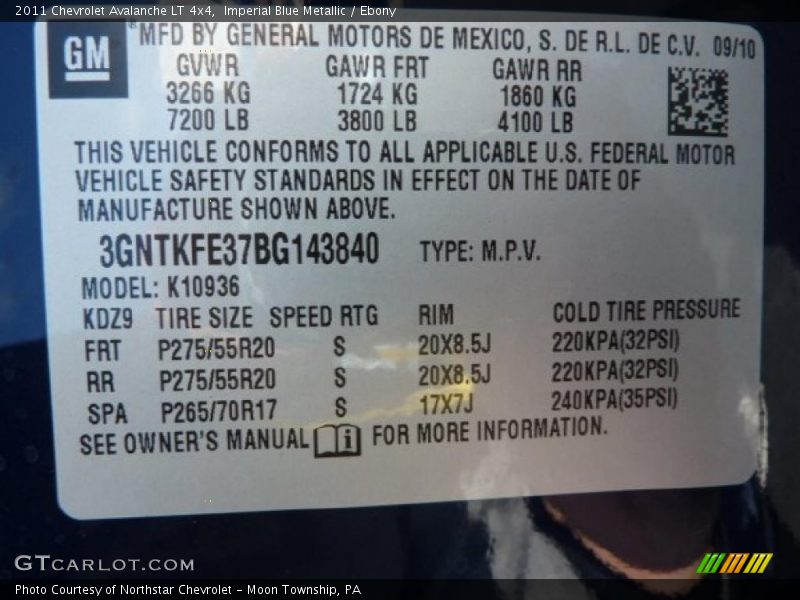 2011 Chevrolet Avalanche LT 4x4,  Imperial Blue Metallic / Ebony
GM
MFD BY GENERAL MOTORS DE MEXICO, S. DE R.L. DE C.V. 09/10
GVWR GAWR FRT GAWR RR
3266 KG 1724 KG 1860 KG
7200 LB 3800 LB 4100 LB
THIS VEHICLE CONFORMS TO ALL APPLICABLE U.S. FEDERAL MOTOR
VEHICLE SAFETY STANDARDS IN EFFECT ON THE DATE OF
MANUFACTURE SHOWN ABOVE.
3GNTKFE37BG143840 TYPE: M.P.V.
MODEL: K10936
KDZ9 TIRE SIZE SPEED RTG RIM COLD TIRE PRESSURE
FRT P275/55R20 S 20X8.5J 220KPA(32PSI)
RR P275/55R20 S 20X8.5J 220KPA(32PSI)
SPA P265/70R17 S 17X7J 240KPA(35PSI)
SEE OWNER'S MANUAL i FOR MORE INFORMATION.
GTCARLOT.COM
Photo Courtesy of Northstar Chevrolet - Moon Township, PA